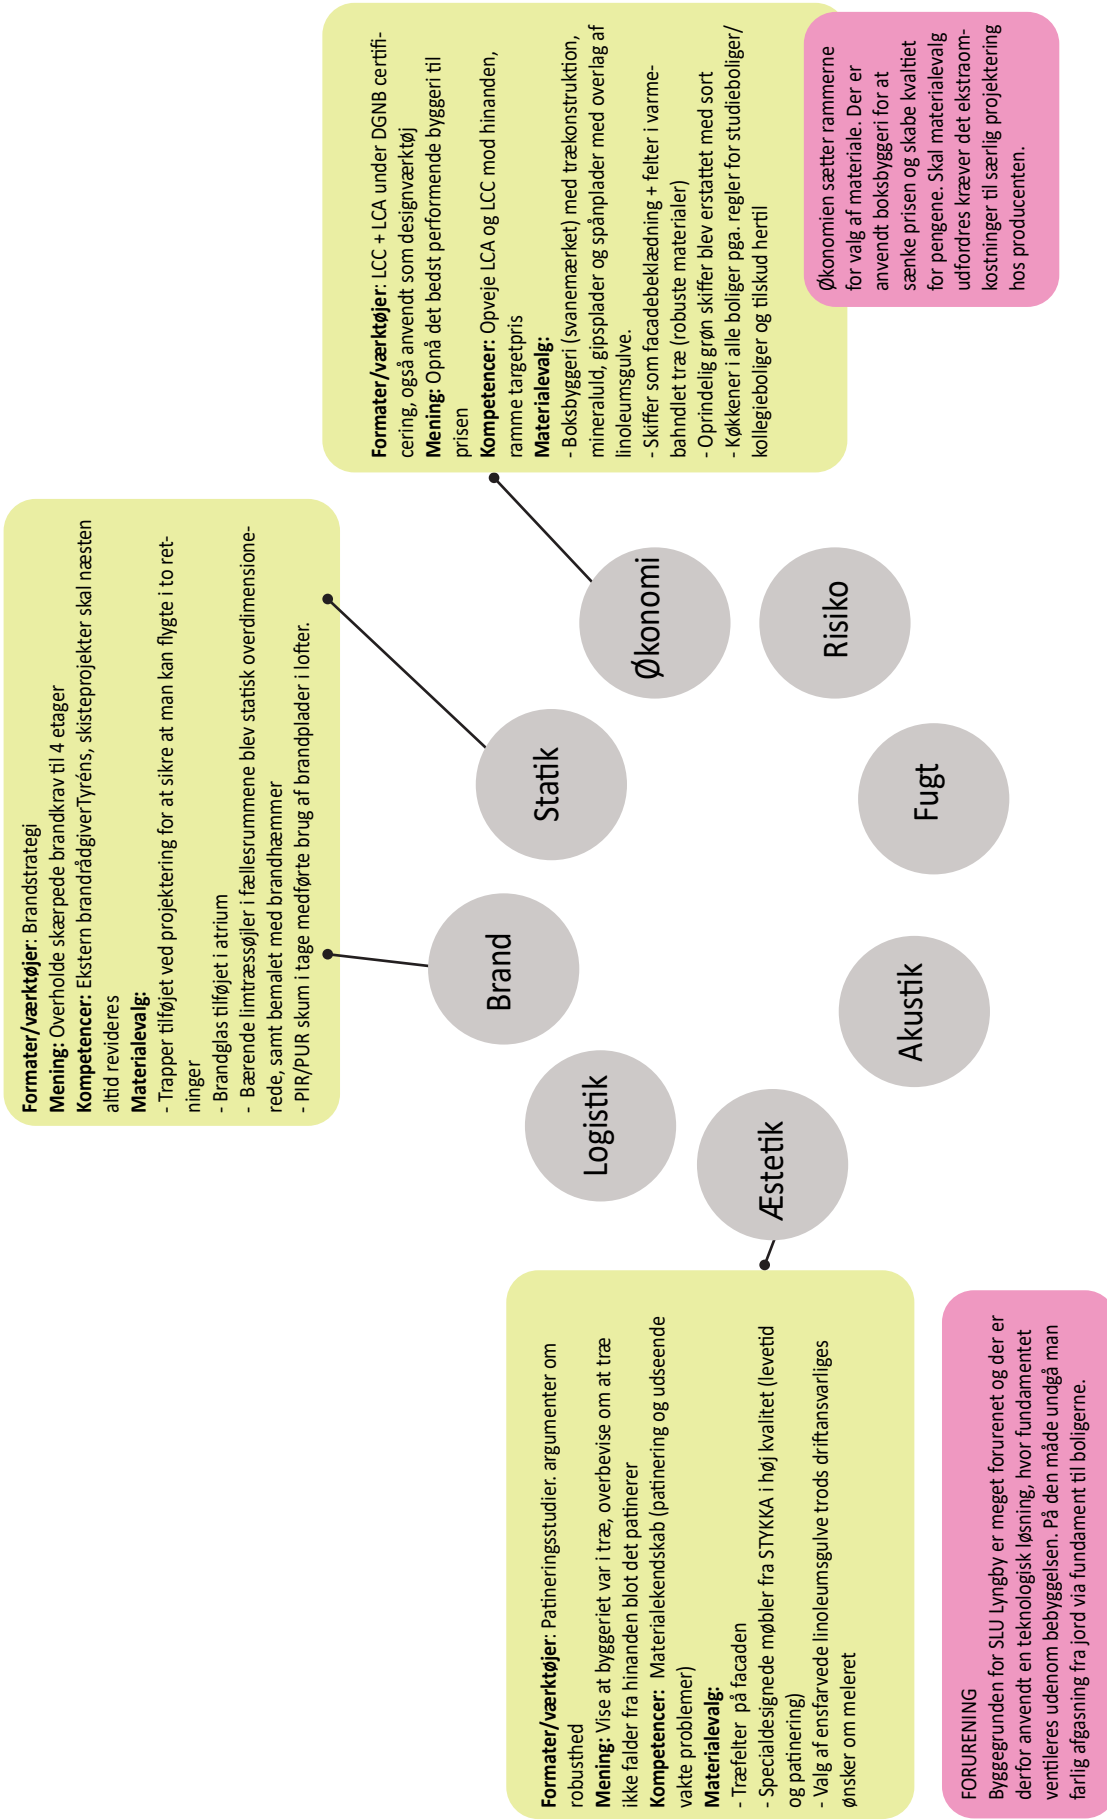 Formater/værktøjer: Patineringsstudier. argumenter om
robusthed
Mening: Vise at byggeriet var i træ, overbevise om at træ
ikke falder fra hinanden blot det patinerer
Kompetencer:  Materialekendskab (patinering og udseende
vakte problemer)
Materialevalg:
- Træfelter  på facaden
- Specialdesignede møbler fra STYKKA i høj kvalitet (levetid
og patinering)
- Valg af ensfarvede linoleumsgulve trods driftansvarliges
ønsker om meleret
FORURENING
Byggegrunden for SLU Lyngby er meget forurenet og der er
derfor anvendt en teknologisk løsning, hvor fundamentet
ventileres udenom bebyggelsen. På den måde undgå man
farlig afgasning fra jord via fundament til boligerne.
Formater/værktøjer: Brandstrategi
Mening: Overholde skærpede brandkrav til 4 etager
Kompetencer: Ekstern brandrådgiverTyréns, skisteprojekter skal næsten
altid revideres
Materialevalg:
- Trapper tilføjet ved projektering for at sikre at man kan flygte i to ret-
ninger
- Brandglas tilføjet i atrium
- Bærende limtræssøjler i fællesrummene blev statisk overdimensione-
rede, samt bemalet med brandhæmmer
- PIR/PUR skum i tage medførte brug af brandplader i lofter.
Brand
Statik
Logistik
Økonomi
Æstetik
Risiko
Akustik
Fugt
Formater/værktøjer: LCC + LCA under DGNB certifi-
cering, også anvendt som designværktøj
Mening: Opnå det bedst performende byggeri til
prisen
Kompetencer: Opveje LCA og LCC mod hinanden,
ramme targetpris
Materialevalg:
- Boksbyggeri (svanemærket) med trækonstruktion,
mineraluld, gipsplader og spånplader med overlag af
linoleumsgulve.
- Skiffer som facadebeklædning + felter i varme-
bahndlet træ (robuste materialer)
- Oprindelig grøn skiffer blev erstattet med sort
- Køkkener i alle boliger pga. regler for studieboliger/
kollegieboliger og tilskud hertil
Økonomien sætter rammerne
for valg af materiale. Der er
anvendt boksbyggeri for at
sænke prisen og skabe kvaltiet
for pengene. Skal materialevalg
udfordres kræver det ekstraom-
kostninger til særlig projektering
hos producenten.